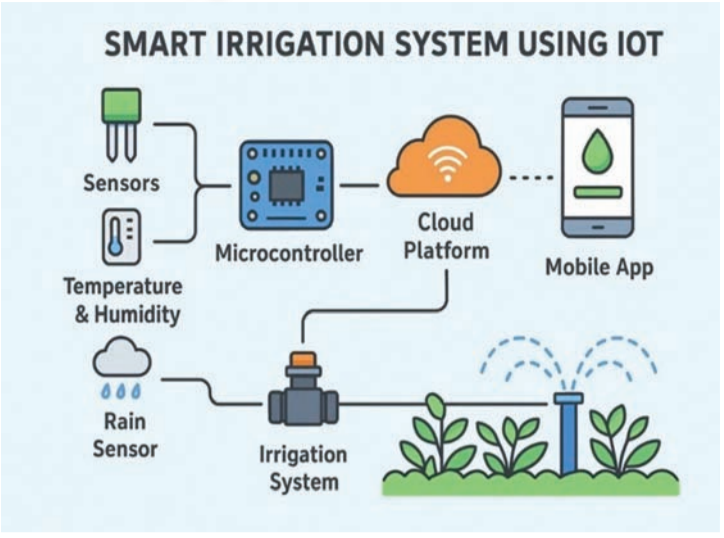 SMART IRRIGATION SYSTEM USING IOT
Sensors
Microcontroller
Cloud
Platform
Mobile App
Temperature
& Humidity
Rain
Sensor
Irrigation
System